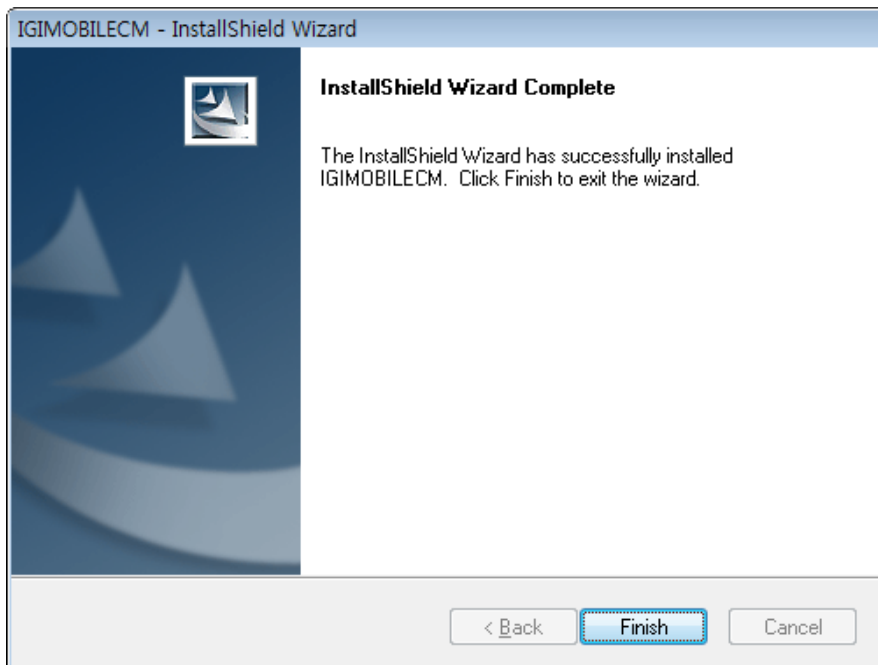 IGIMOBILECM - InstallShield Wizard
InstallShield Wizard Complete
The InstallShield Wizard has successfully installed
IGIMOBILECM.  Click Finish to exit the wizard.
< Back
Finish
Cancel